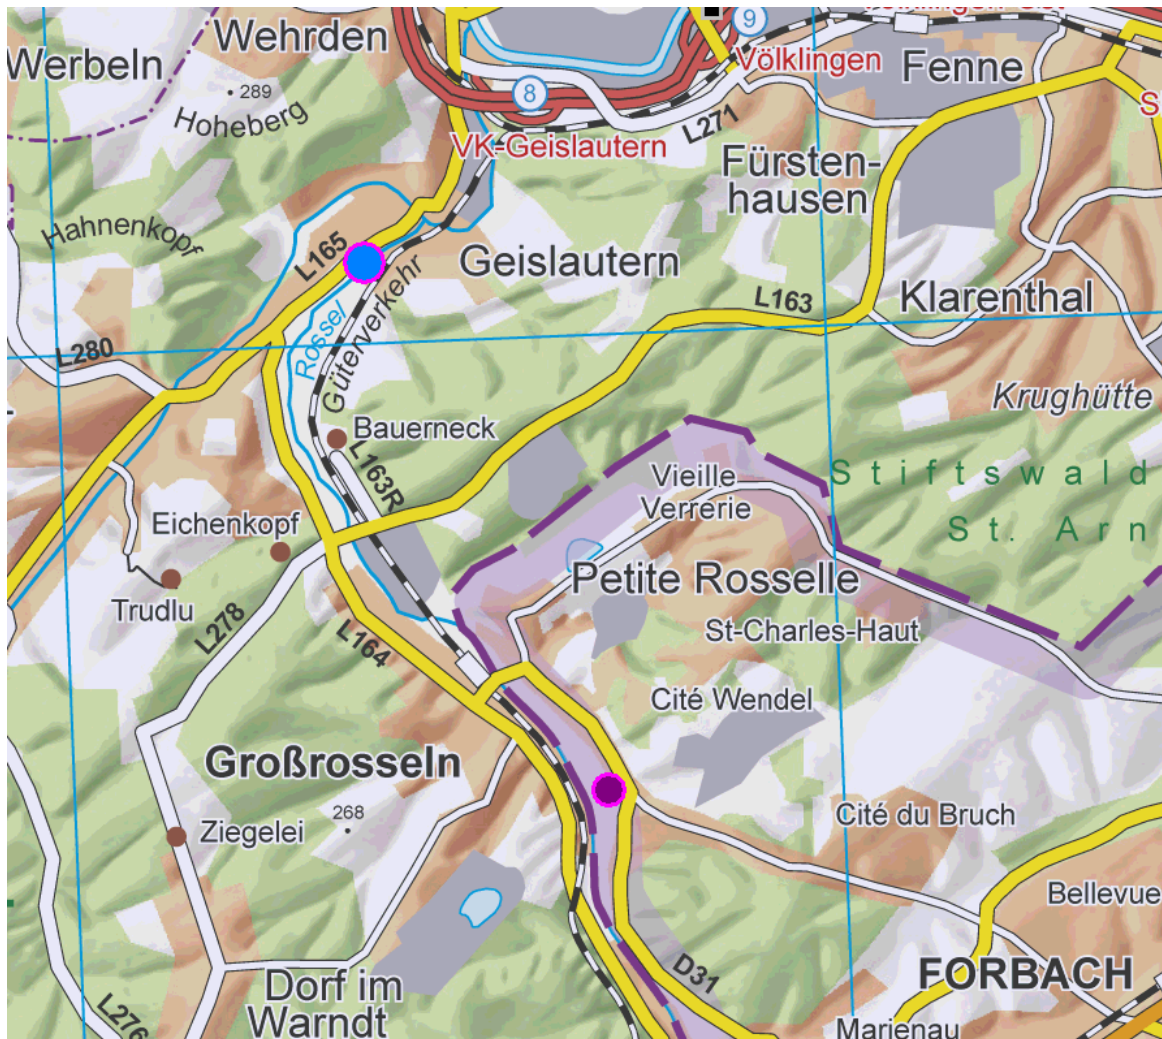 Wehrden
9
Werbeln
Völklingen
Fenne
289
8
Hoheberg
L271
VK-Geislautern
S
Fürsten-
hausen
Hahnenkopf
L165
Geislautern
Güterverkehr
L163
Klarenthal
Rossel
L280
Krughütte
Bauerneck
L163R
Vieille
Verrerie
Stiftswald
St. Arn
Eichenkopf
Petite Rosselle
Trudlu
L278
L164
St-Charles-Haut
Cité Wendel
Großrosseln
268
Ziegelei
Cité du Bruch
Bellevue
D31
FORBACH
Dorf im
Warndt
L276
Marienau